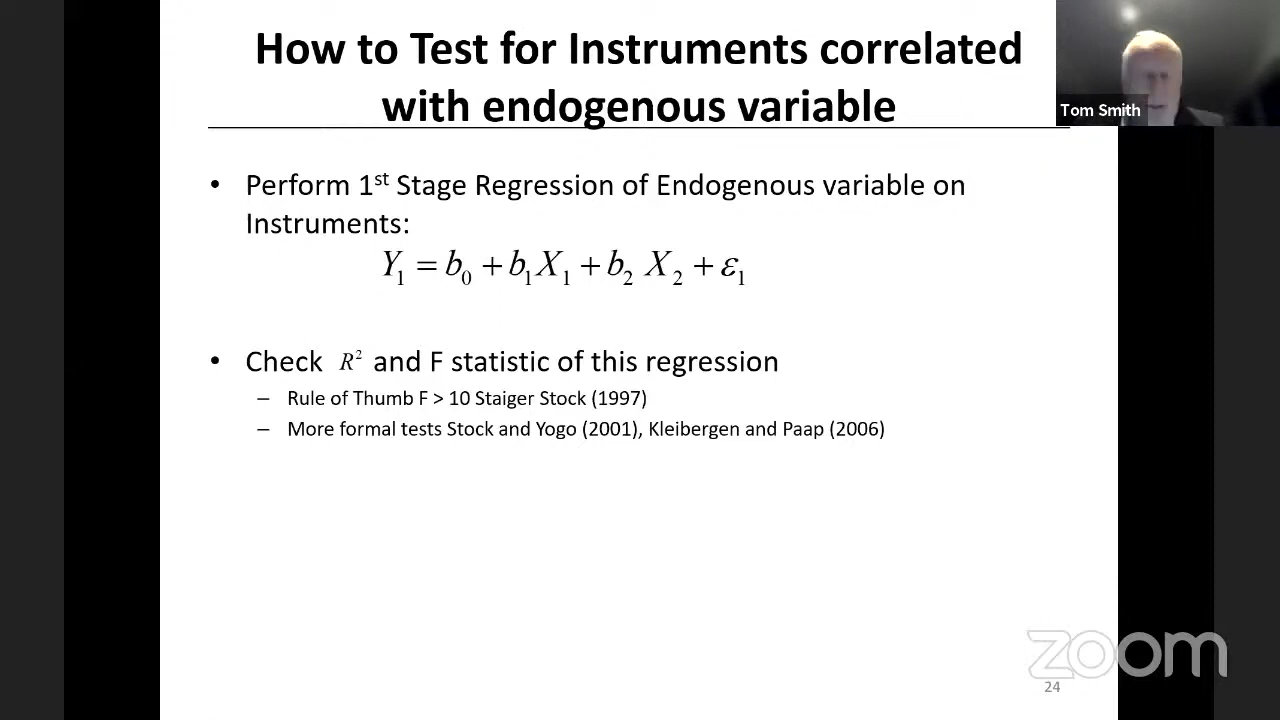 How to Test for Instruments correlated
with endogenous variable
Tom Smith
• Perform 1st Stage Regression of Endogenous variable on
Instruments:
Y₁ = b₀ + b₁X₁ + b₂ X₂ + ε₁
• Check R² and F statistic of this regression
– Rule of Thumb F > 10 Staiger Stock (1997)
– More formal tests Stock and Yogo (2001), Kleibergen and Paap (2006)
zoom
24